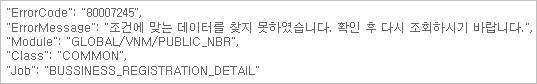 "ErrorCode": "80007245",
"ErrorMessage": "조건에 맞는 데이터를 찾지 못하였습니다. 확인 후 다시 조회하시기 바랍니다.",
"Module": "GLOBAL/VNM/PUBLIC_NBR",
"Class": "COMMON",
"Job": "BUSSINESS_REGISTRATION_DETAIL"